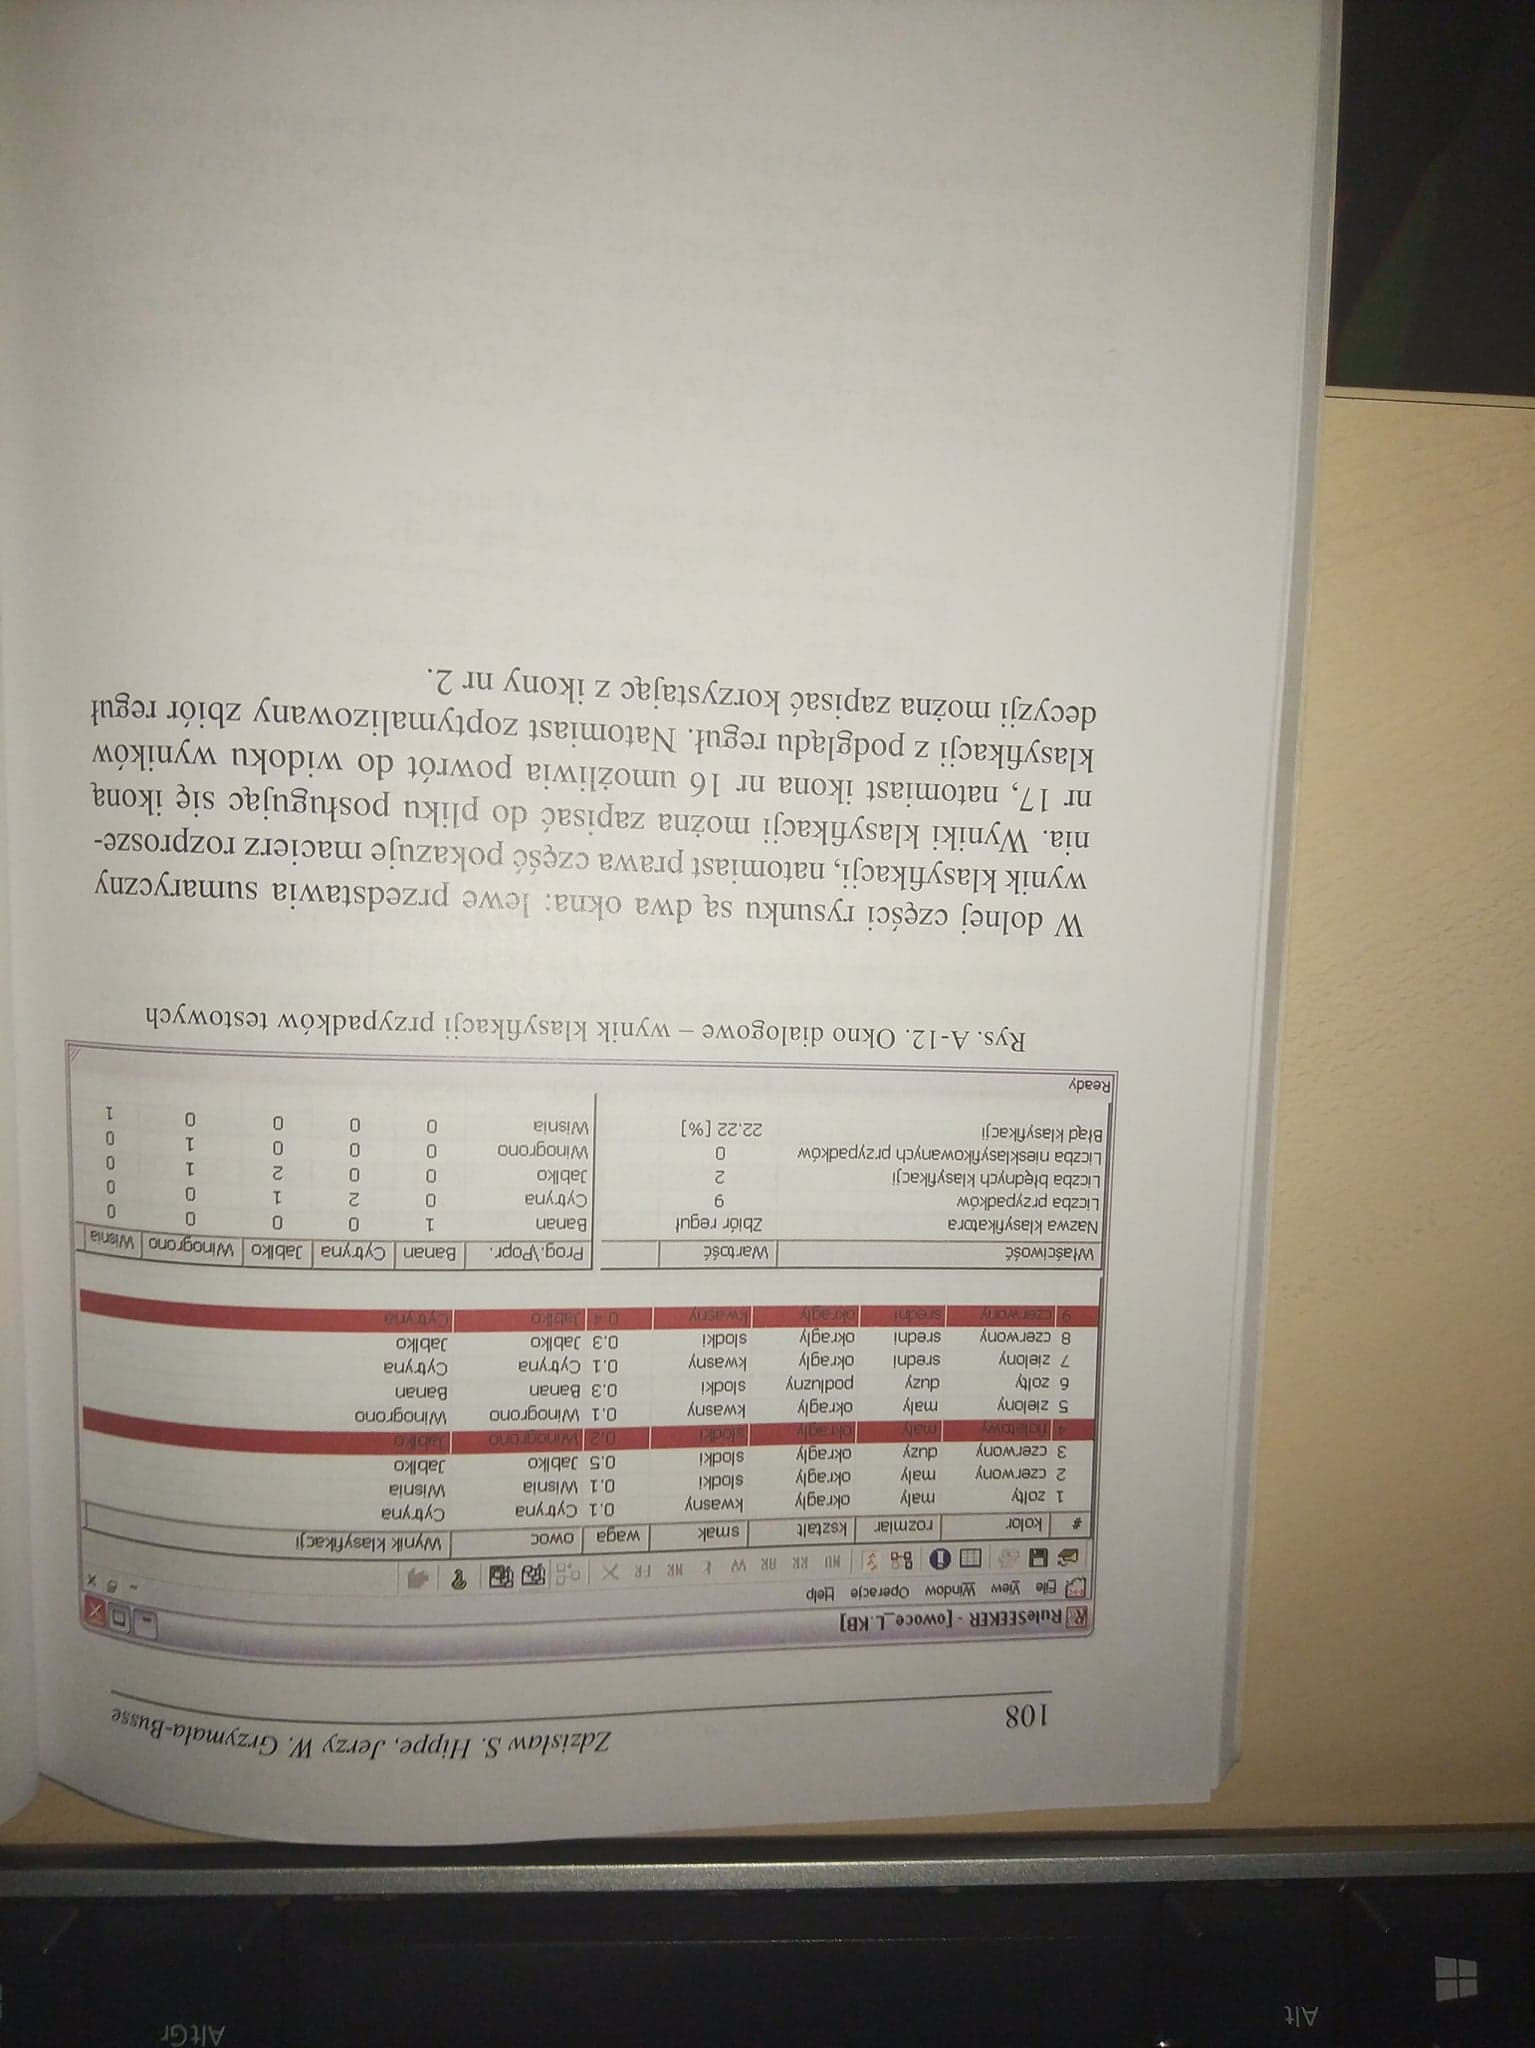 108
Zdzisław S. Hippe, Jerzy W. Grzymała-Busse
RuleSEEKER - [owoce_L.KB]
File View Window Operacje Help
MU RK AR W Ł MR FR
# kolor rozmiar kształt smak waga owoc Wynik klasyfikacji
1 zolty maly okragly kwasny 0.1 Cytryna Cytryna
2 czerwony maly okragly slodki 0.1 Wisnia Wisnia
3 czerwony duzy okragly slodki 0.5 Jablko Jablko
4 fioletowy maly okragly slodki 0.2 Winogrono Jablko
5 zielony maly okragly kwasny 0.1 Winogrono Winogrono
6 zolty duzy podluzny slodki 0.3 Banan Banan
7 zielony sredni okragly kwasny 0.1 Cytryna Cytryna
8 czerwony sredni okragly slodki 0.3 Jablko Jablko
9 czerwony sredni okragly kwasny 0.4 Jablko Cytryna
Właściwość Wartość
Nazwa klasyfikatora Zbiór reguł
Liczba przypadków 9
Liczba błędnych klasyfikacji 2
Liczba niesklasyfikowanych przypadków 0
Błąd klasyfikacji 22.22 [%]
Prog.\Popr. Banan Cytryna Jablko Winogrono Wisnia
Banan 1 0 0 0 0
Cytryna 0 2 1 0 0
Jablko 0 0 2 1 0
Winogrono 0 0 0 1 0
Wisnia 0 0 0 0 1
Ready
Rys. A-12. Okno dialogowe – wynik klasyfikacji przypadków testowych
W dolnej części rysunku są dwa okna: lewe przedstawia sumaryczny
wynik klasyfikacji, natomiast prawa część pokazuje macierz rozprosze-
nia. Wyniki klasyfikacji można zapisać do pliku posługując się ikoną
nr 17, natomiast ikona nr 16 umożliwia powrót do widoku wyników
klasyfikacji z podglądu reguł. Natomiast zoptymalizowany zbiór reguł
decyzji można zapisać korzystając z ikony nr 2.
Alt
AltGr